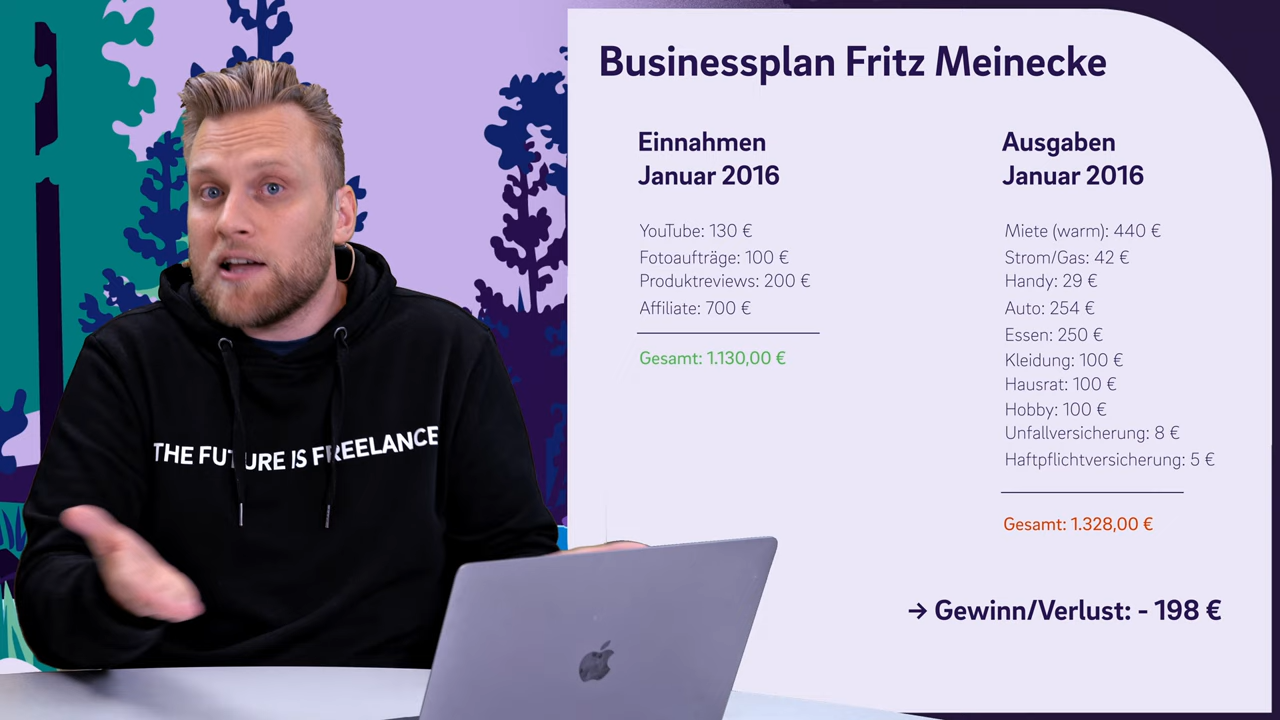 Businessplan Fritz Meinecke
Einnahmen
Januar 2016
YouTube: 130 €
Fotoaufträge: 100 €
Produktreviews: 200 €
Affiliate: 700 €
Gesamt: 1.130,00 €
Ausgaben
Januar 2016
Miete (warm): 440 €
Strom/Gas: 42 €
Handy: 29 €
Auto: 254 €
Essen: 250 €
Kleidung: 100 €
Hausrat: 100 €
Hobby: 100 €
Unfallversicherung: 8 €
Haftpflichtversicherung: 5 €
Gesamt: 1.328,00 €
→ Gewinn/Verlust: - 198 €
THE FUTURE IS FREELANCE